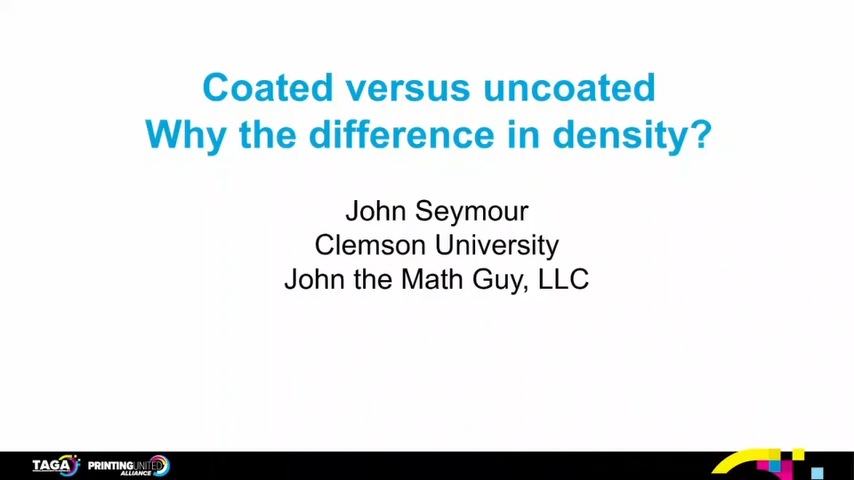 Coated versus uncoated
Why the difference in density?
John Seymour
Clemson University
John the Math Guy, LLC
TAGA PRINTING UNITED
ALLIANCE